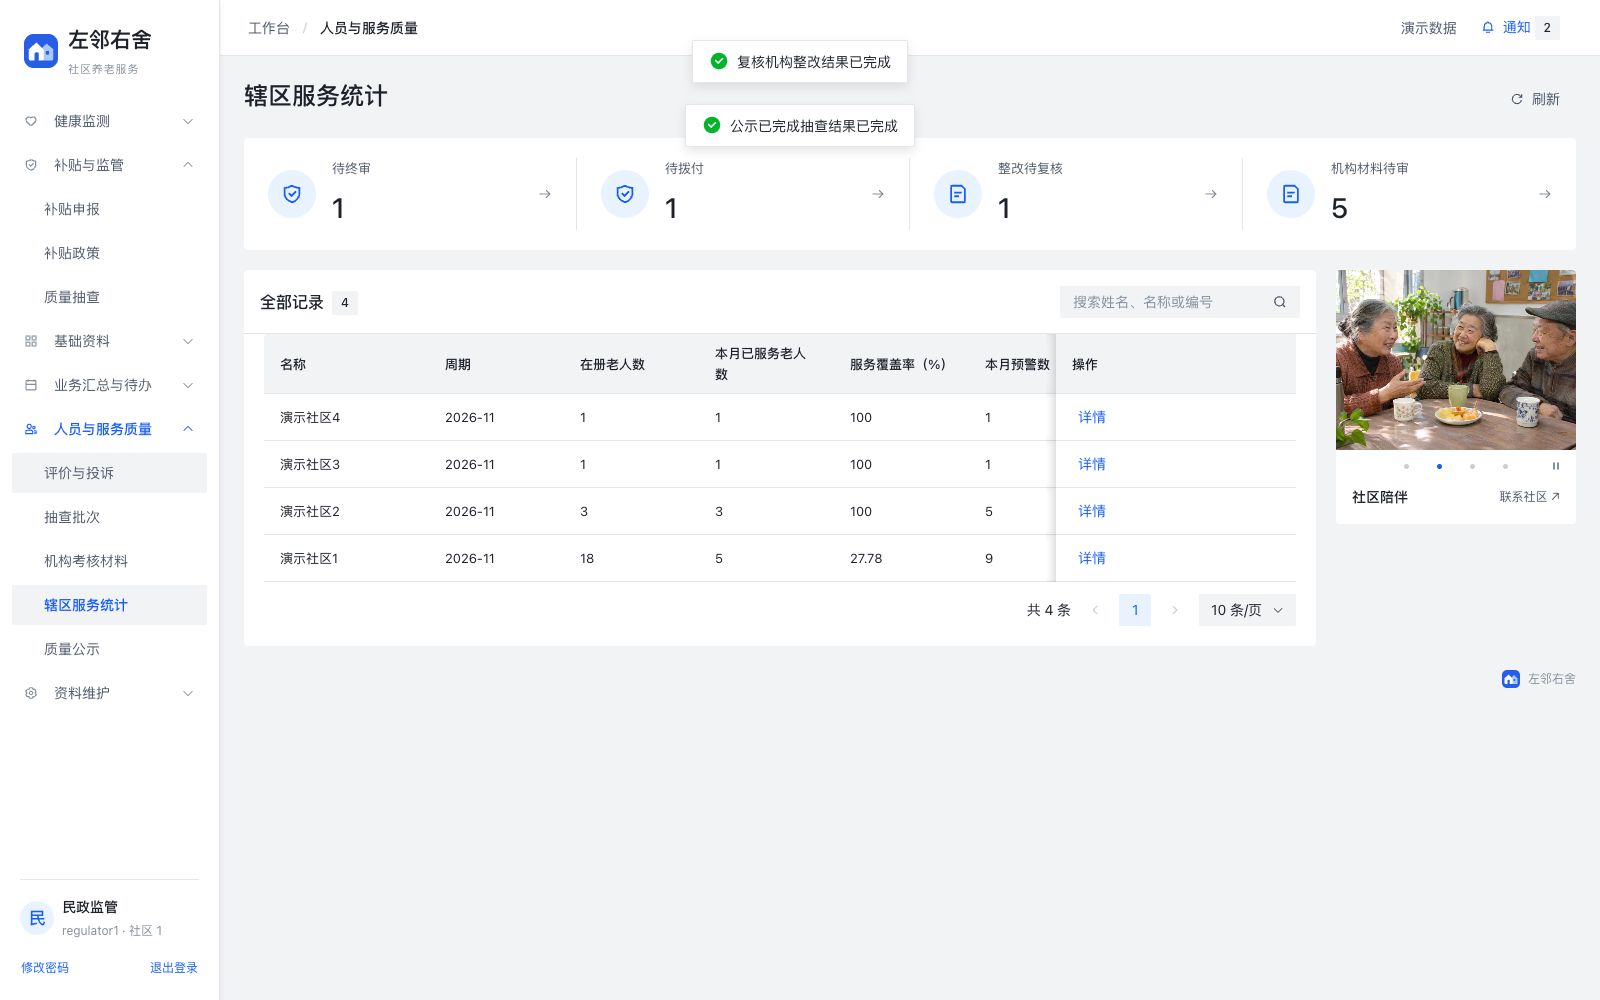 左邻右舍
社区养老服务
健康监测
补贴与监管
补贴申报
补贴政策
质量抽查
基础资料
业务汇总与待办
人员与服务质量
评价与投诉
抽查批次
机构考核材料
辖区服务统计
质量公示
资料维护
民
民政监管
regulator1 · 社区 1
修改密码
退出登录
工作台 / 人员与服务质量
演示数据
通知 2
复核机构整改结果已完成
公示已完成抽查结果已完成
辖区服务统计
刷新
待终审
1
待拨付
1
整改待复核
1
机构材料待审
5
全部记录 4
搜索姓名、名称或编号
名称 周期 在册老人数 本月已服务老人数 服务覆盖率（%） 本月预警数 操作
演示社区4 2026-11 1 1 100 1 详情
演示社区3 2026-11 1 1 100 1 详情
演示社区2 2026-11 3 3 100 5 详情
演示社区1 2026-11 18 5 27.78 9 详情
共 4 条 1 10 条/页
社区陪伴
联系社区
左邻右舍